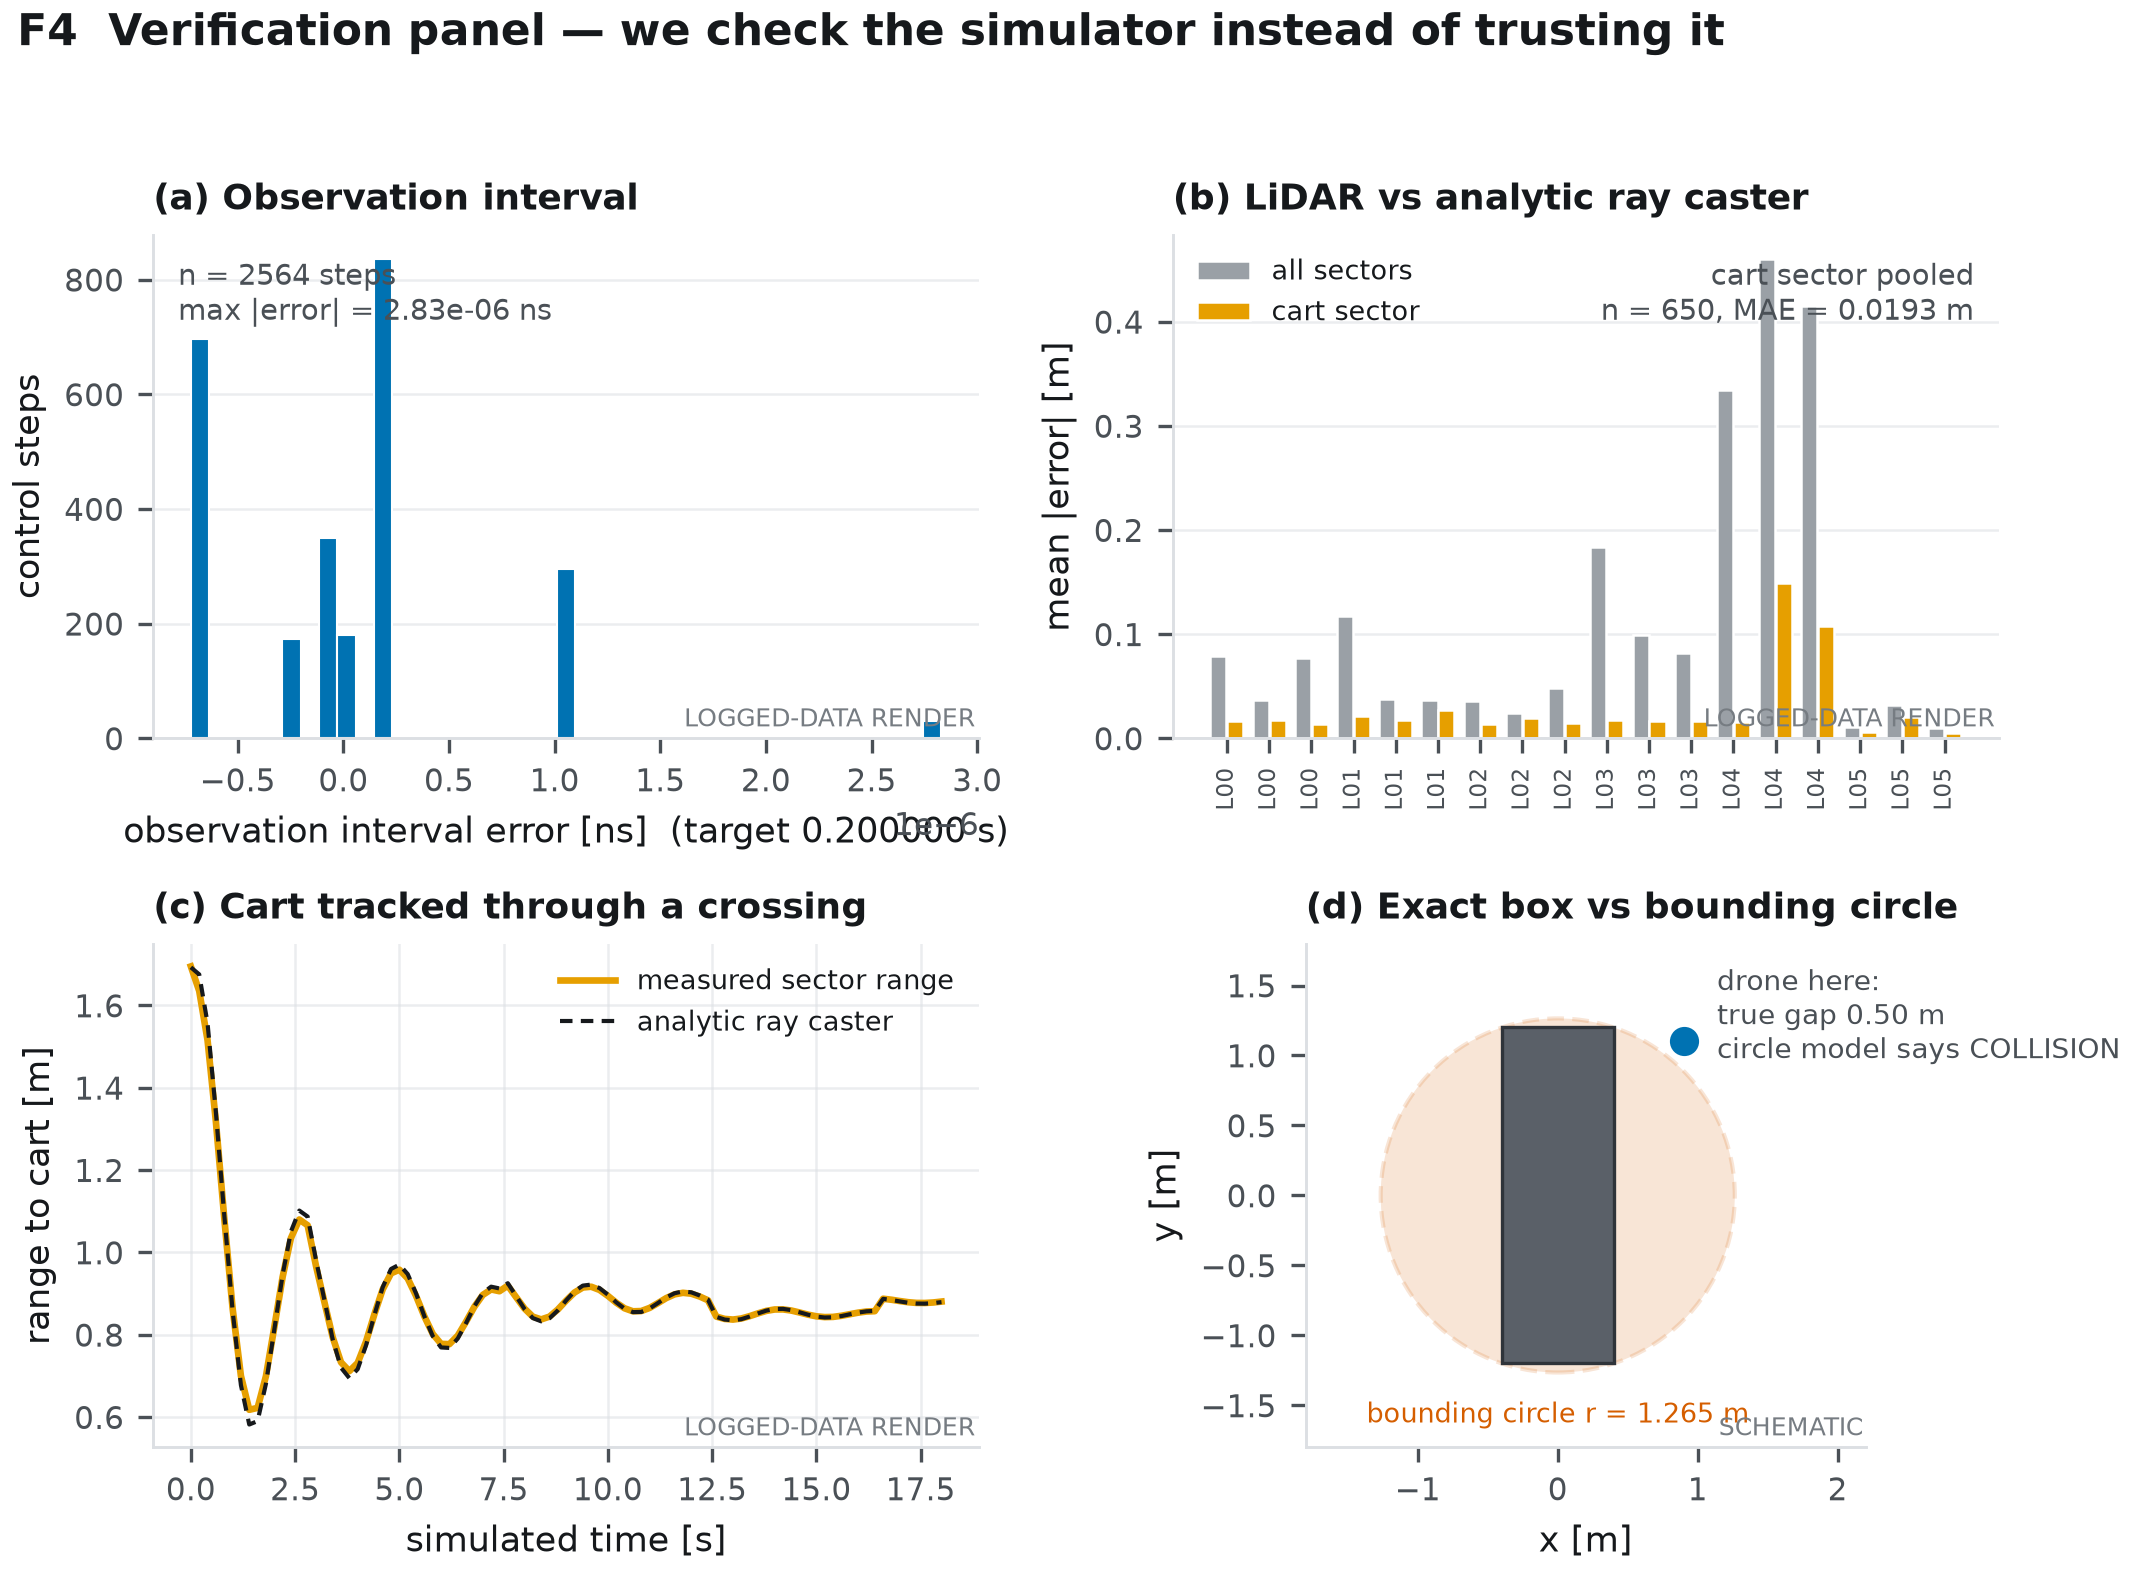 F4  Verification panel — we check the simulator instead of trusting it
(a) Observation interval
n = 2564 steps
max |error| = 2.83e-06 ns
control steps
800
600
400
200
0
LOGGED-DATA RENDER
−0.5
0.0
0.5
1.0
1.5
2.0
2.5
3.0
1e−6
observation interval error [ns]  (target 0.200000 s)
(b) LiDAR vs analytic ray caster
all sectors
cart sector
cart sector pooled
n = 650, MAE = 0.0193 m
mean |error| [m]
0.4
0.3
0.2
0.1
0.0
LOGGED-DATA RENDER
L00
L00
L00
L01
L01
L01
L02
L02
L02
L03
L03
L03
L04
L04
L04
L05
L05
L05
(c) Cart tracked through a crossing
measured sector range
analytic ray caster
range to cart [m]
1.6
1.4
1.2
1.0
0.8
0.6
LOGGED-DATA RENDER
0.0
2.5
5.0
7.5
10.0
12.5
15.0
17.5
simulated time [s]
(d) Exact box vs bounding circle
drone here:
true gap 0.50 m
circle model says COLLISION
y [m]
1.5
1.0
0.5
0.0
−0.5
−1.0
−1.5
bounding circle r = 1.265 m
SCHEMATIC
−1
0
1
2
x [m]